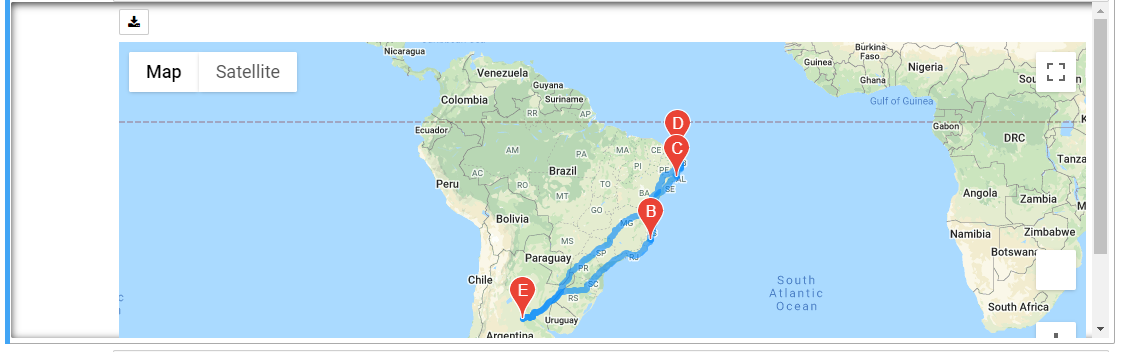 Map
Satellite
Nicaragua
Venezuela
Guyana
Suriname
Colombia
RR
AP
Ecuador
AM
PA
MA
CE
PI
PE
AL
SE
Brazil
TO
AC
RO
BA
Peru
MT
GO
Bolivia
MG
MS
SP
RJ
Paraguay
PR
SC
RS
Chile
Uruguay
Argentina
D
C
B
E
Burkina
Faso
Guinea
Ghana
Nigeria
Gulf of Guinea
Gabon
DRC
Tanza
Angola
Zambia
Namibia
Zimbabwe
Botswana
South Africa
South
Atlantic
Ocean